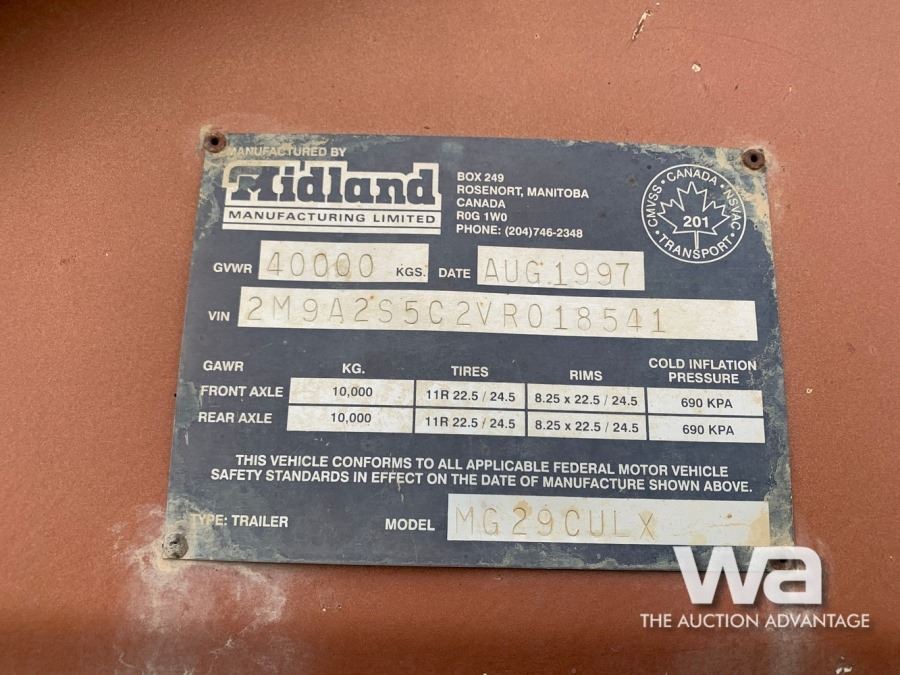 MANUFACTURED BY
Midland
MANUFACTURING LIMITED
BOX 249
ROSENORT, MANITOBA
CANADA
R0G 1W0
PHONE: (204)746-2348
CMVSS • CANADA • NSVAC • TRANSPORT •
201
GVWR 40000 KGS. DATE AUG.1997
VIN 2M9A2S5C2VR018541
GAWR KG. TIRES RIMS COLD INFLATION PRESSURE
FRONT AXLE 10,000 11R 22.5 / 24.5 8.25 x 22.5 / 24.5 690 KPA
REAR AXLE 10,000 11R 22.5 / 24.5 8.25 x 22.5 / 24.5 690 KPA
THIS VEHICLE CONFORMS TO ALL APPLICABLE FEDERAL MOTOR VEHICLE
SAFETY STANDARDS IN EFFECT ON THE DATE OF MANUFACTURE SHOWN ABOVE.
TYPE: TRAILER MODEL MG29CULX
wa
THE AUCTION ADVANTAGE